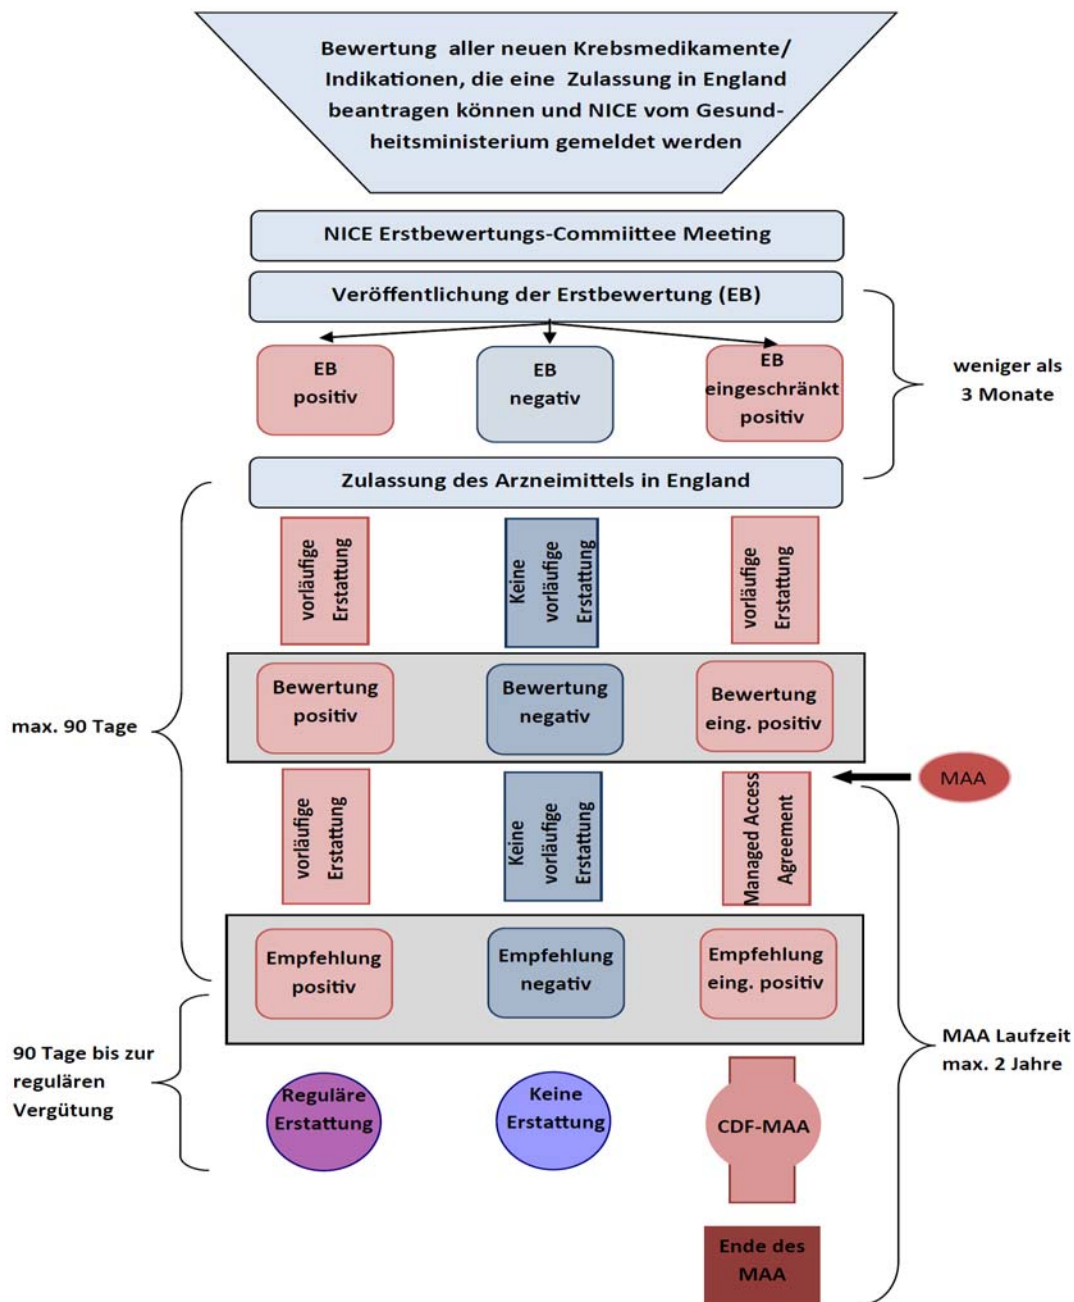 Bewertung aller neuen Krebsmedikamente/
Indikationen, die eine Zulassung in England
beantragen können und NICE vom Gesund-
heitsministerium gemeldet werden
NICE Erstbewertungs-Commiittee Meeting
Veröffentlichung der Erstbewertung (EB)
EB
positiv
EB
negativ
EB
eingeschränkt
positiv
weniger als
3 Monate
Zulassung des Arzneimittels in England
vorläufige
Erstattung
Keine
vorläufige
Erstattung
vorläufige
Erstattung
max. 90 Tage
Bewertung
positiv
Bewertung
negativ
Bewertung
eing. positiv
MAA
vorläufige
Erstattung
Keine
vorläufige
Erstattung
Managed Access
Agreement
Empfehlung
positiv
Empfehlung
negativ
Empfehlung
eing. positiv
90 Tage bis zur
regulären
Vergütung
MAA Laufzeit
max. 2 Jahre
Reguläre
Erstattung
Keine
Erstattung
CDF-MAA
Ende des
MAA